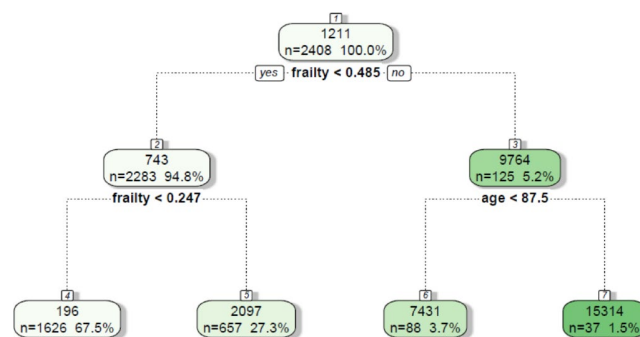 1
1211
n=2408 100.0%
yes frailty < 0.485 no
2
743
n=2283 94.8%
frailty < 0.247
3
9764
n=125 5.2%
age < 87.5
4
196
n=1626 67.5%
5
2097
n=657 27.3%
6
7431
n=88 3.7%
7
15314
n=37 1.5%